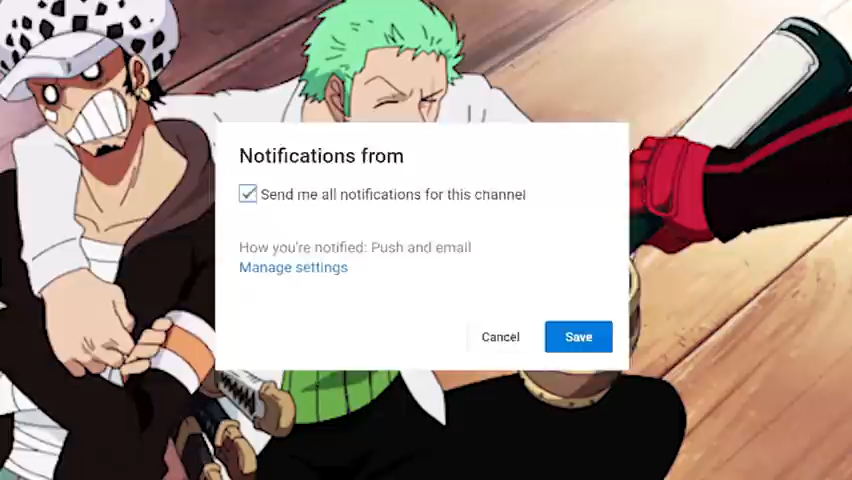 Notifications from
Send me all notifications for this channel
How you're notified: Push and email
Manage settings
Cancel
Save